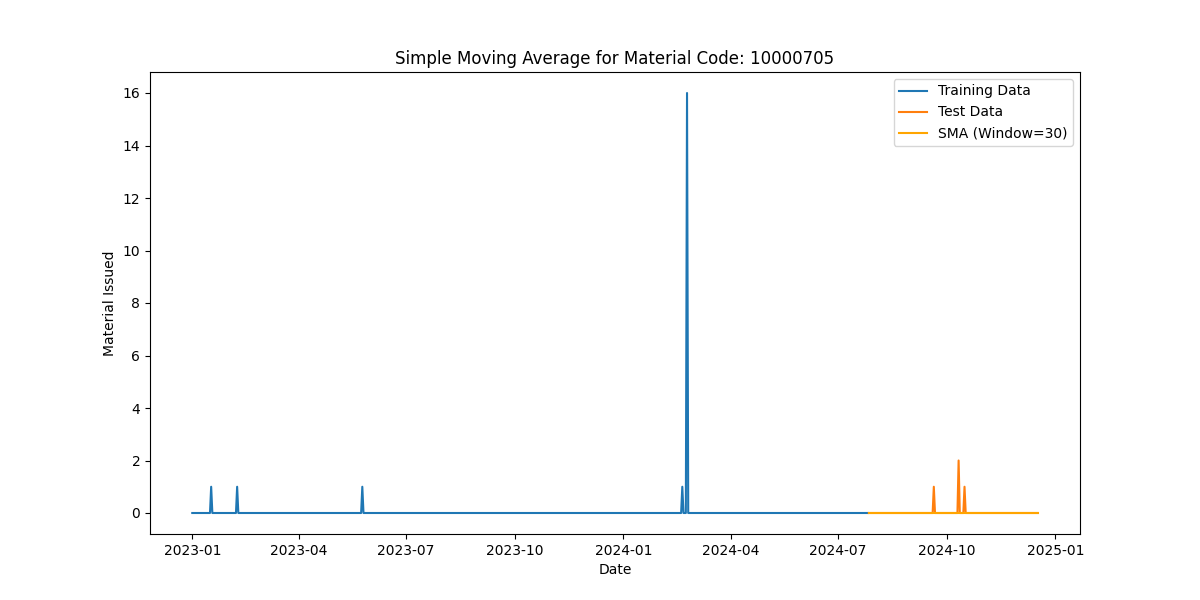 Simple Moving Average for Material Code: 10000705
Training Data
Test Data
SMA (Window=30)
Material Issued
16
14
12
10
8
6
4
2
0
2023-01 2023-04 2023-07 2023-10 2024-01 2024-04 2024-07 2024-10 2025-01
Date